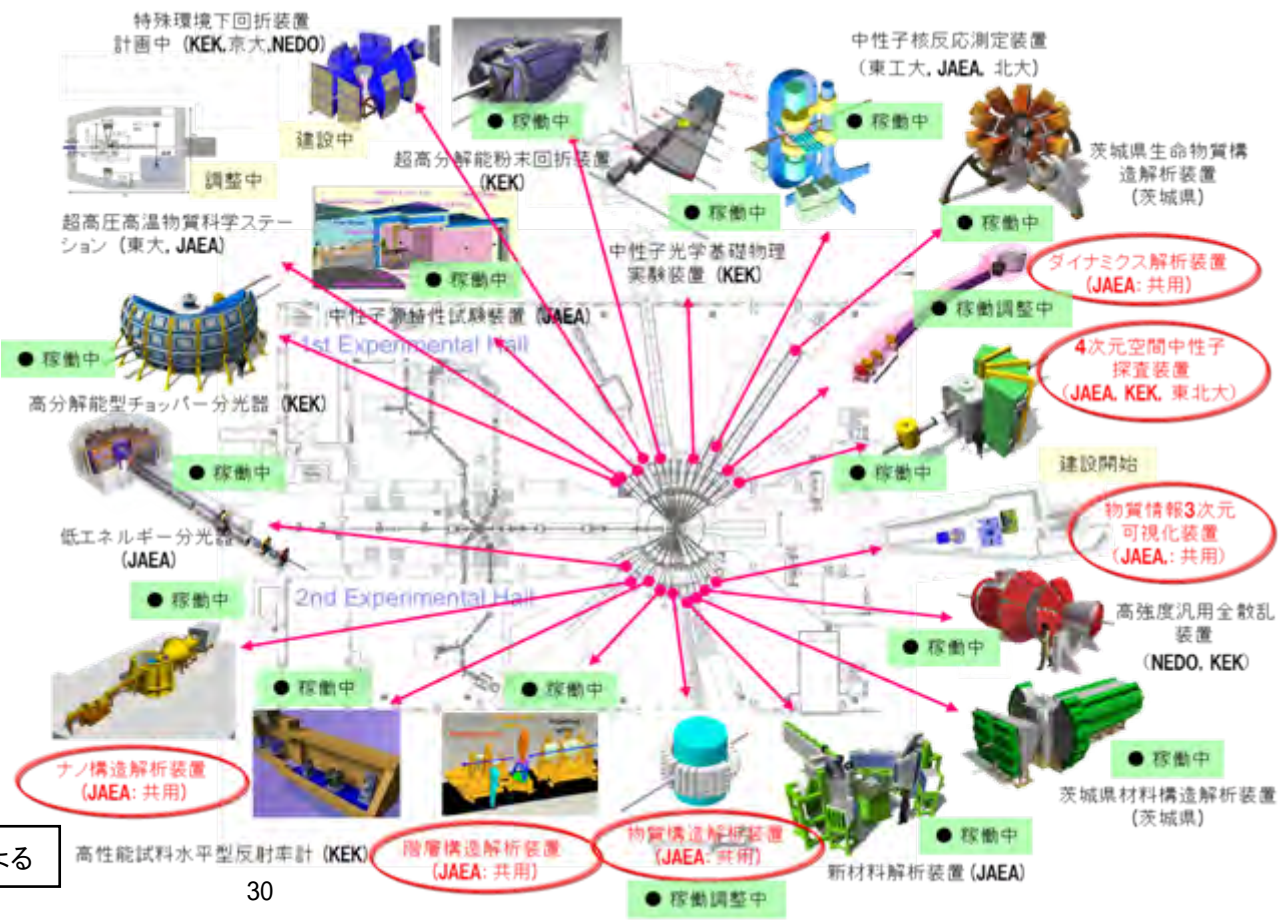 特殊環境下回折装置
計画中 (KEK,京大,NEDO)
建設中
● 稼働中
超高分解能粉末回折装置
(KEK)
● 稼働中
中性子光学基礎物理
実験装置 (KEK)
中性子核反応測定装置
(東工大, JAEA, 北大)
● 稼働中
茨城県生命物質構
造解析装置
(茨城県)
● 稼働中
調整中
超高圧高温物質科学ステー
ション (東大, JAEA)
● 稼働中
中性子源特性試験装置 (JAEA)
1st Experimental Hall
ダイナミクス解析装置
(JAEA: 共用)
● 稼働調整中
4次元空間中性子
探査装置
(JAEA, KEK, 東北大)
● 稼働中
● 稼働中
高分解能型チョッパー分光器 (KEK)
● 稼働中
低エネルギー分光器
(JAEA)
建設開始
物質情報3次元
可視化装置
(JAEA,: 共用)
2nd Experimental Hall
● 稼働中
ナノ構造解析装置
(JAEA: 共用)
● 稼働中
高性能試料水平型反射率計 (KEK)
● 稼働中
階層構造解析装置
(JAEA: 共用)
物質構造解析装置
(JAEA: 共用)
● 稼働調整中
● 稼働中
新材料解析装置 (JAEA)
● 稼働中
高強度汎用全散乱
装置
(NEDO, KEK)
● 稼働中
茨城県材料構造解析装置
(茨城県)
よる
30